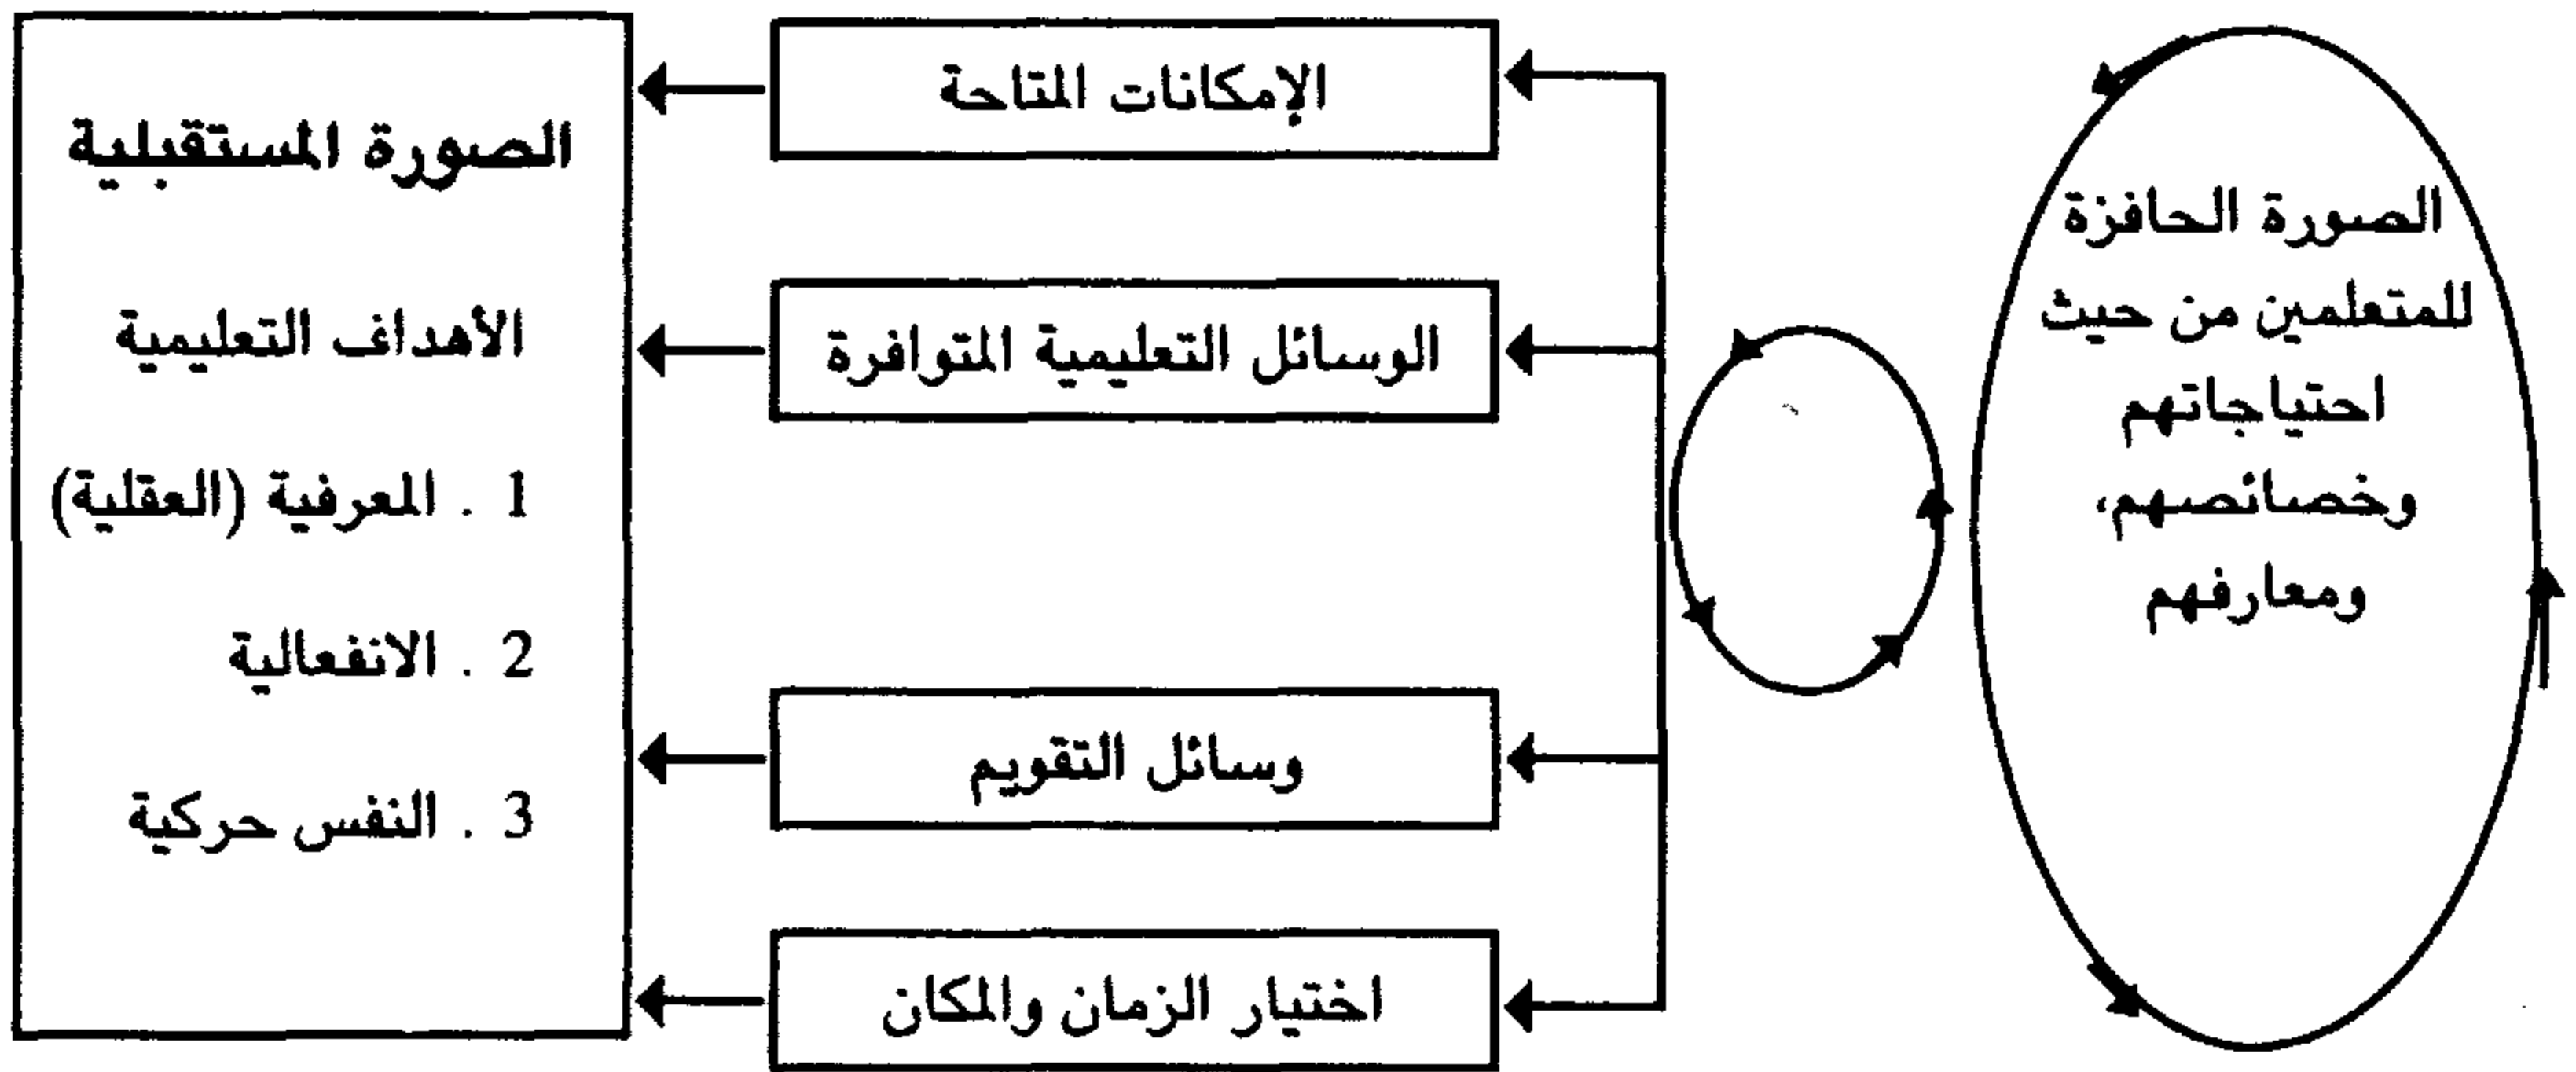 الصورة الحافزة
للمتعلمين من حيث
احتياجاتهم
وخصائصهم،
ومعارفهم
الإمكانات المتاحة
الوسائل التعليمية المتوافرة
وسائل التقويم
اختيار الزمان والمكان
الصورة المستقبلية
الأهداف التعليمية
1 . المعرفية (العقلية)
2 . الانفعالية
3 . النفس حركية